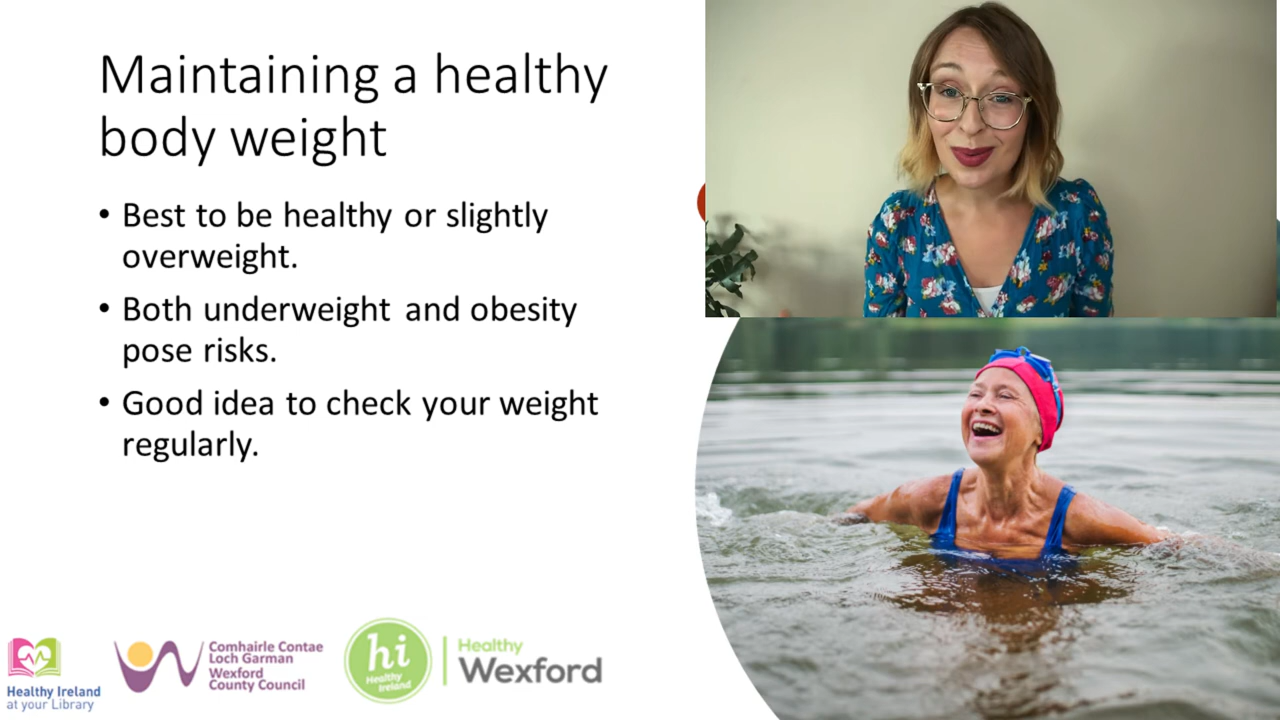 Maintaining a healthy
body weight
• Best to be healthy or slightly
overweight.
• Both underweight and obesity
pose risks.
• Good idea to check your weight
regularly.
Healthy Ireland
at your Library
Comhairle Contae
Loch Garman
Wexford
County Council
hi
Healthy
Ireland
Healthy
Wexford